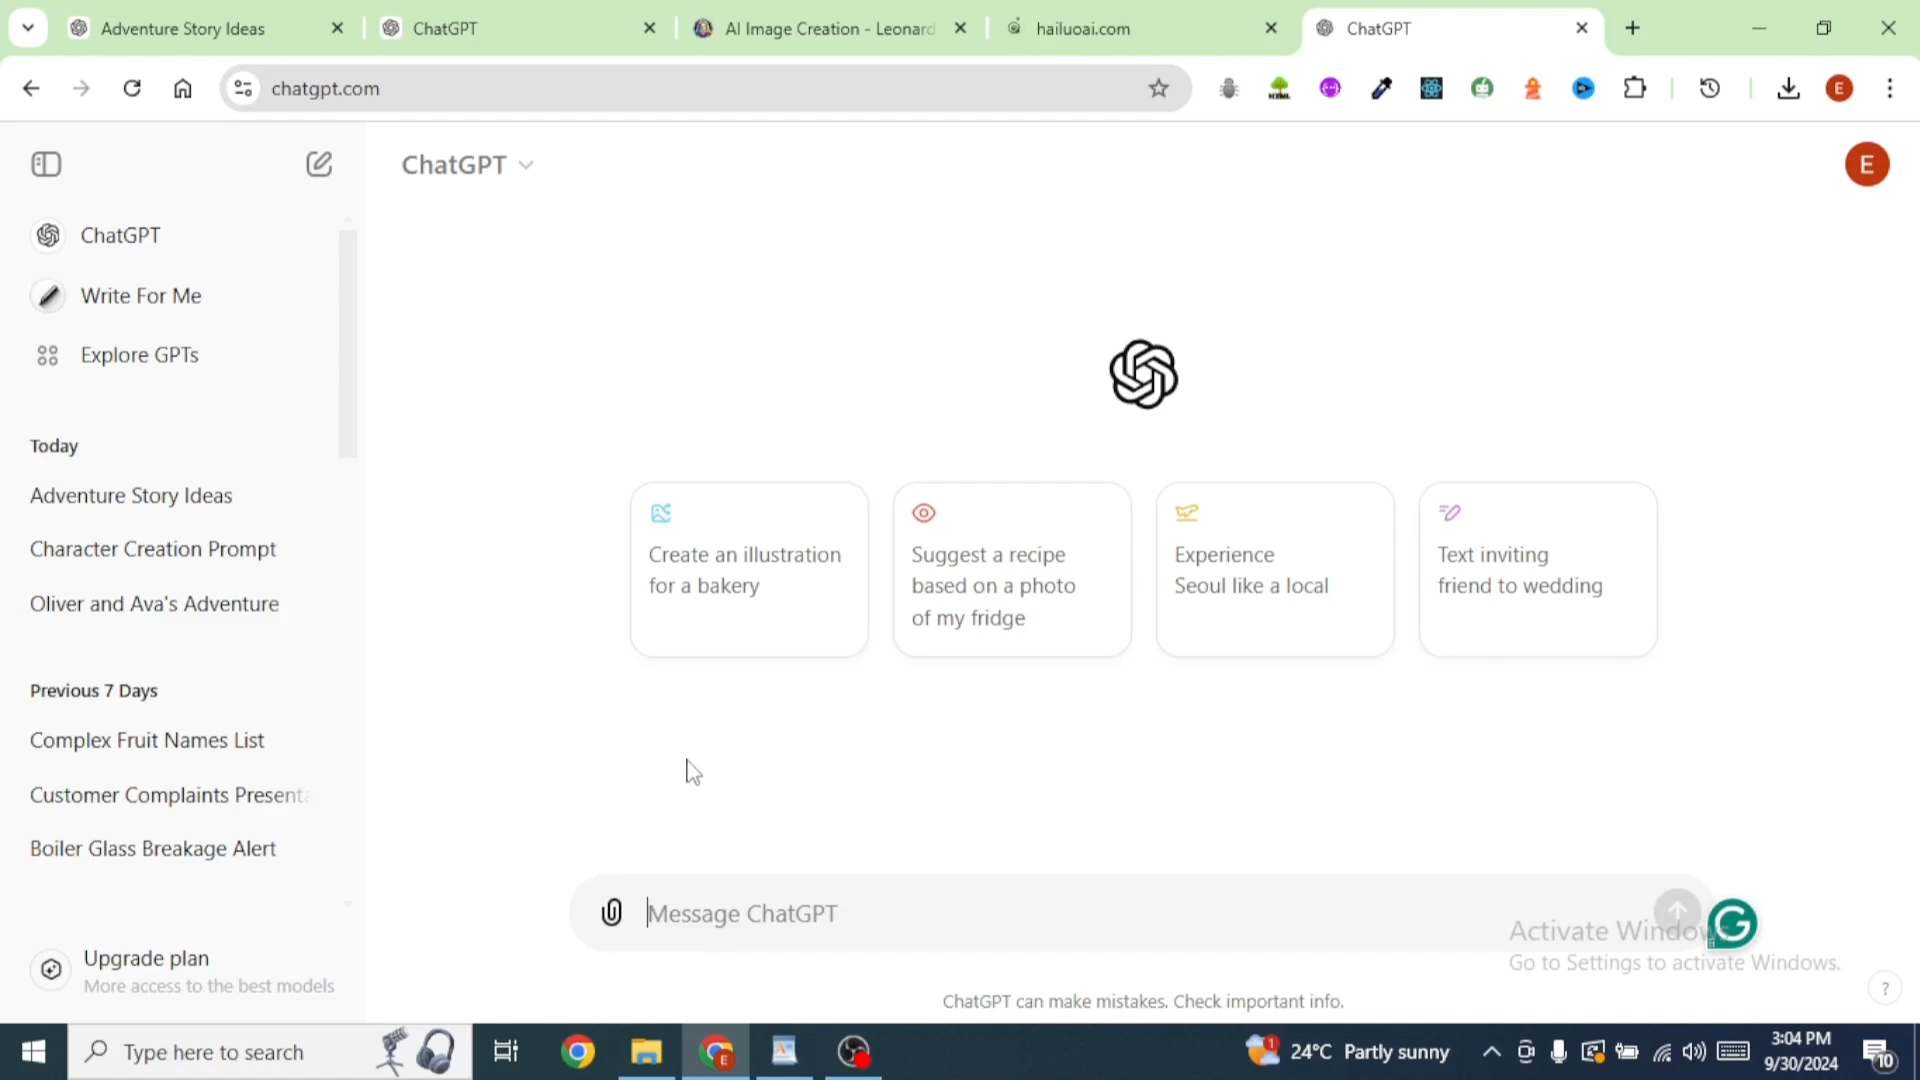 Adventure Story Ideas
ChatGPT
AI Image Creation - Leonard
hailuoai.com
ChatGPT
chatgpt.com
HTML
E
ChatGPT
E
ChatGPT
Write For Me
Explore GPTs
Today
Adventure Story Ideas
Character Creation Prompt
Oliver and Ava's Adventure
Previous 7 Days
Complex Fruit Names List
Customer Complaints Presenta
Boiler Glass Breakage Alert
Upgrade plan
More access to the best models
Create an illustration
for a bakery
Suggest a recipe
based on a photo
of my fridge
Experience
Seoul like a local
Text inviting
friend to wedding
Message ChatGPT
Activate Windows
Go to Settings to activate Windows.
ChatGPT can make mistakes. Check important info.
?
Type here to search
E
1
24°C Partly sunny
3:04 PM
9/30/2024
10